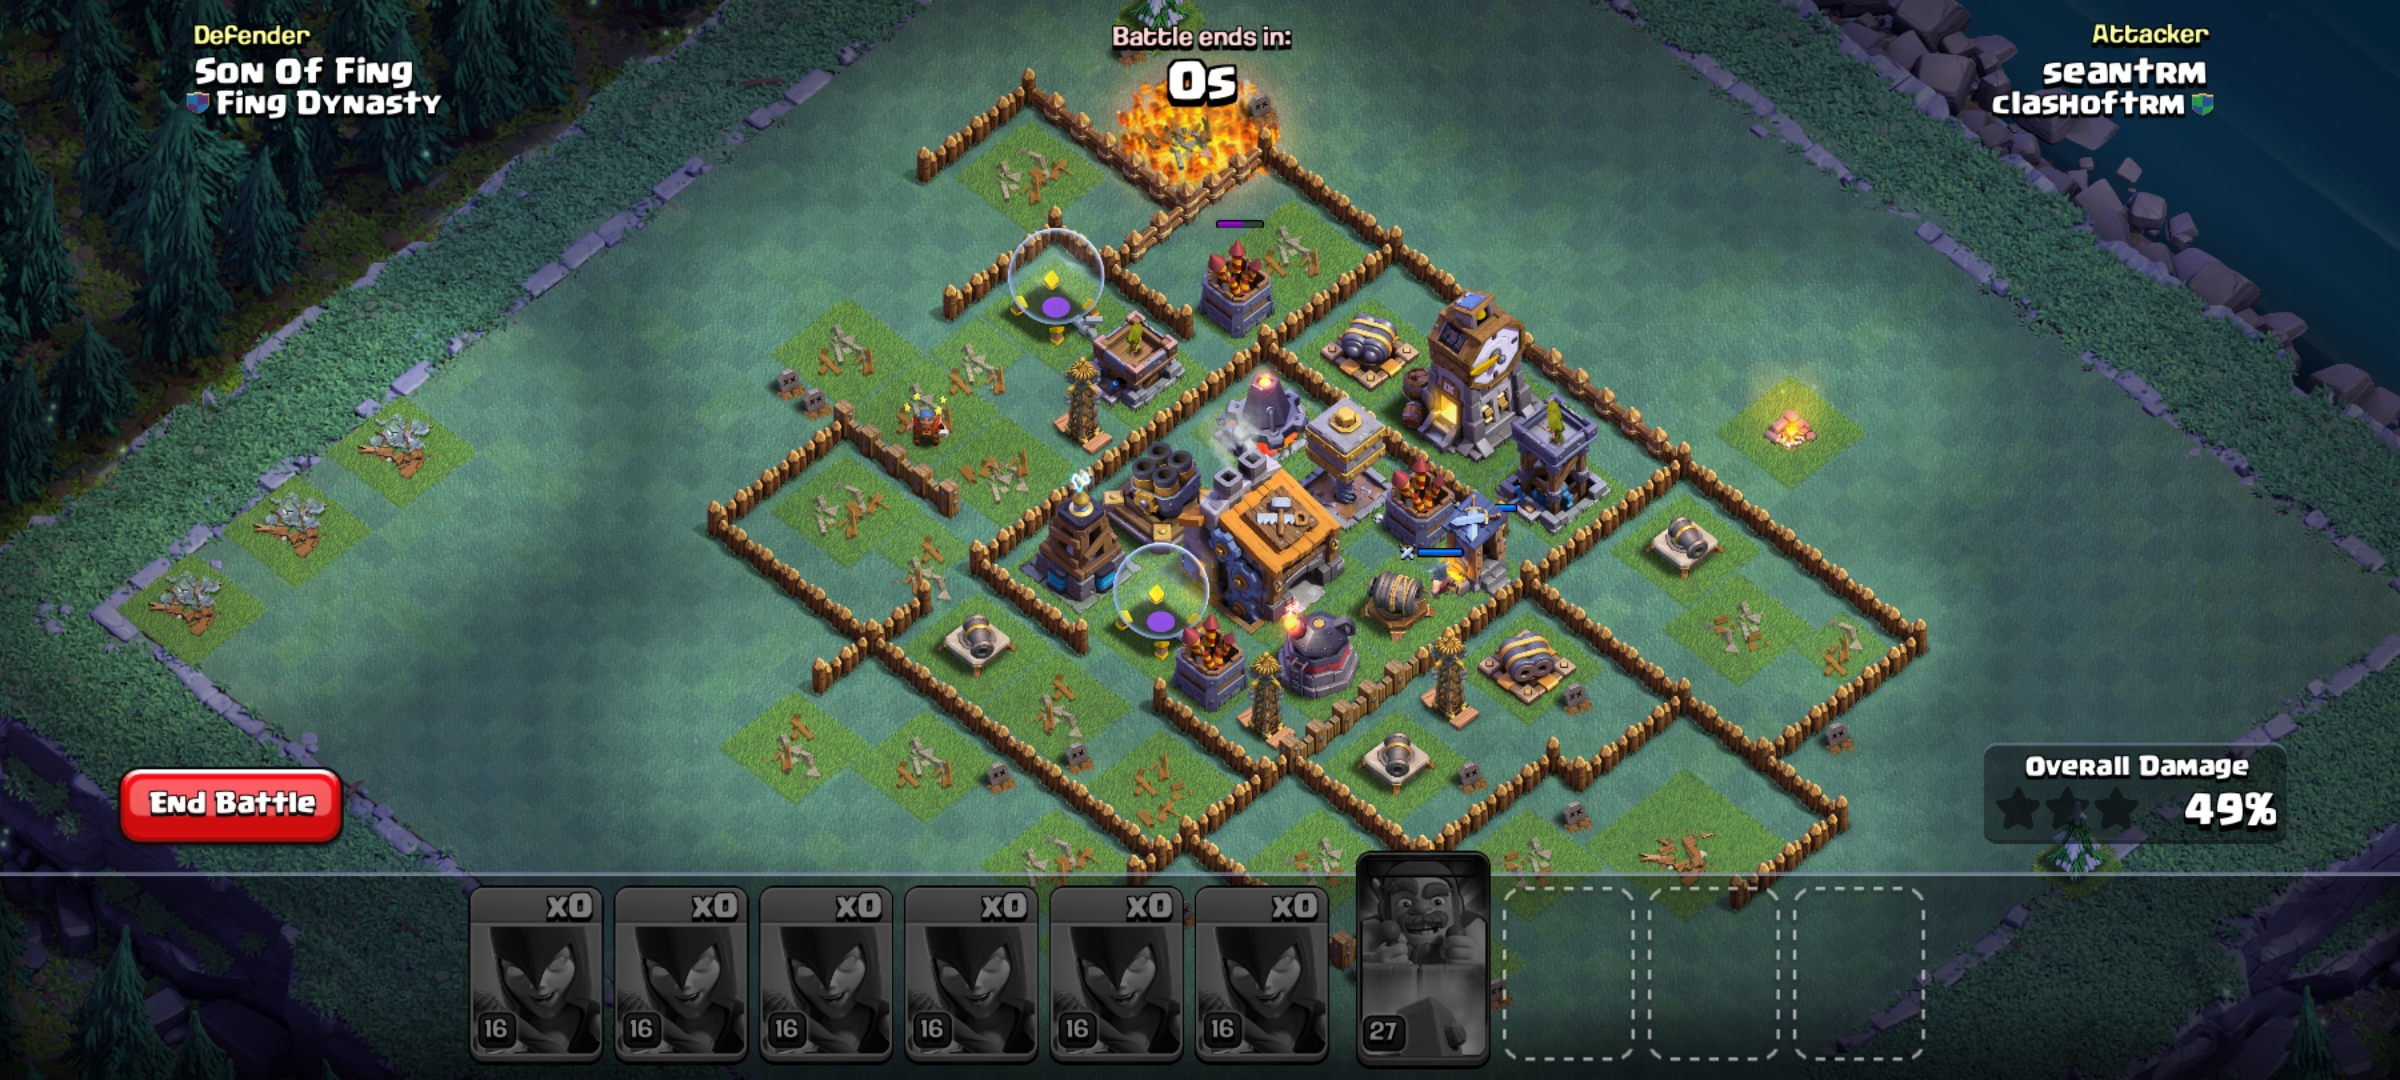 Defender
Son Of Fing
Fing Dynasty
Battle ends in:
0s
Attacker
seantRM
clashoftRM
End Battle
Overall Damage
49%
x0
x0
x0
x0
x0
x0
16
16
16
16
16
16
27